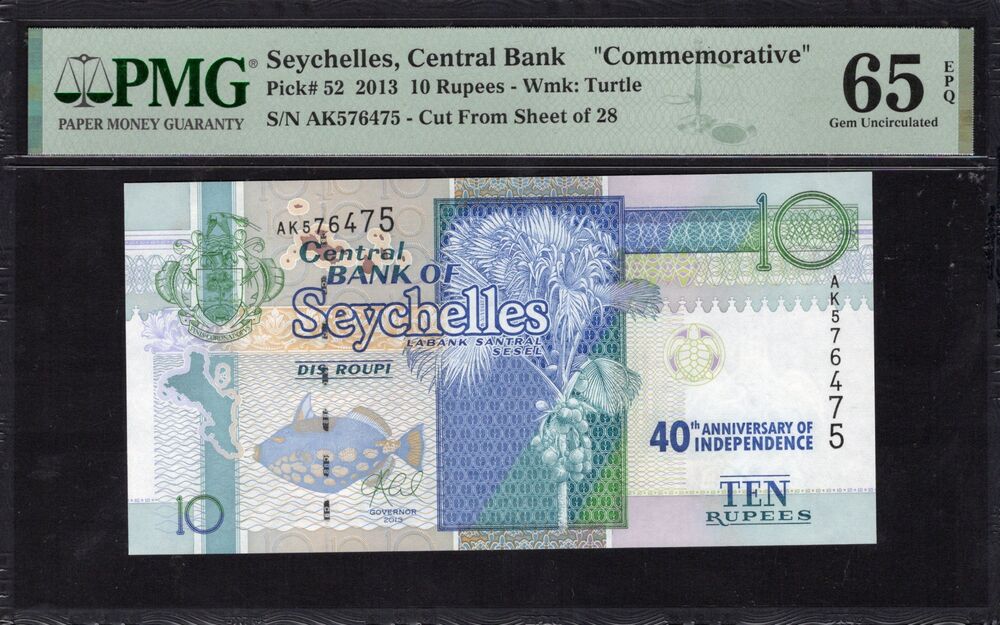 PMG®
PAPER MONEY GUARANTY
Seychelles, Central Bank "Commemorative"
Pick# 52 2013 10 Rupees - Wmk: Turtle
S/N AK576475 - Cut From Sheet of 28
65 EPQ
Gem Uncirculated
AK576475
Central
BANK OF
Seychelles
LABANK SANTRAL
SESEL
DIS ROUPI
10
AK576475
40th ANNIVERSARY OF
INDEPENDENCE
GOVERNOR
2013
10
TEN
RUPEES